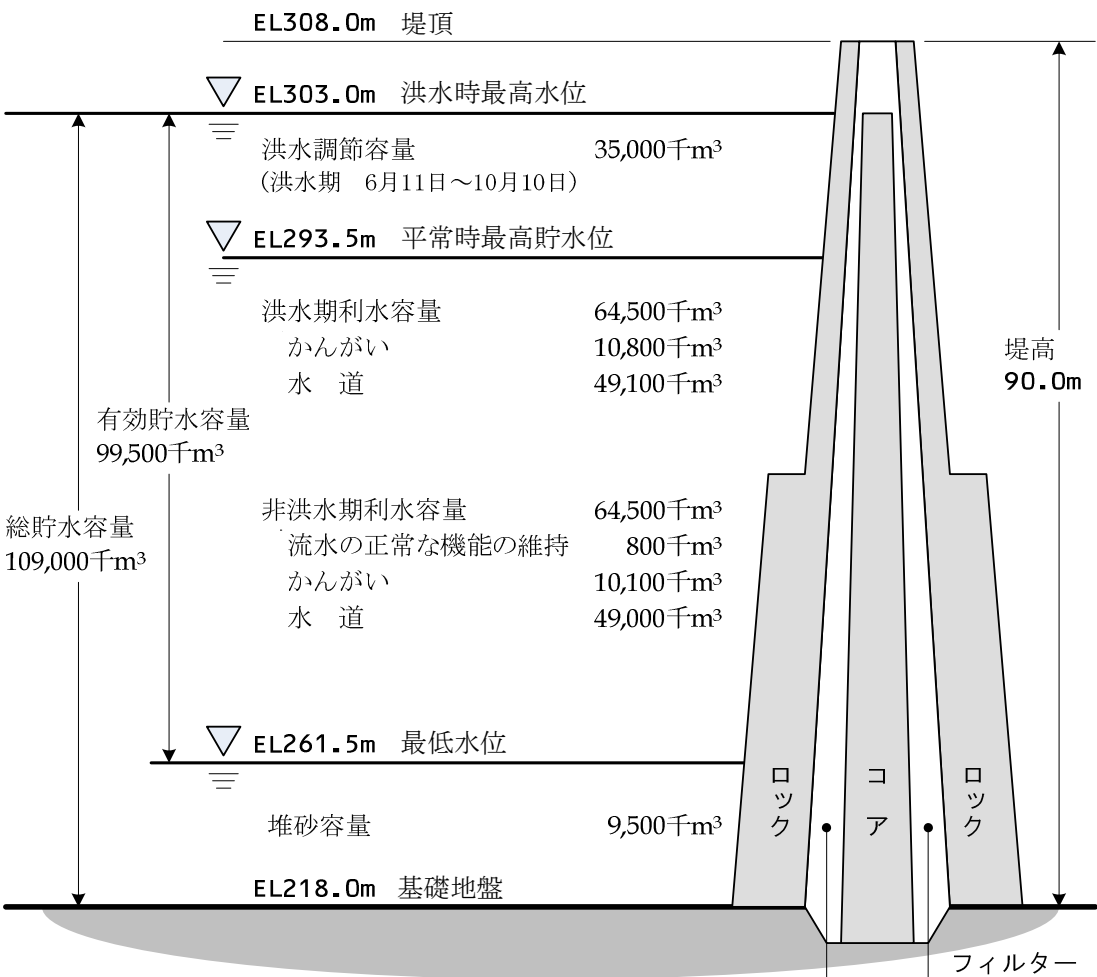 EL308.0m 堤頂
EL303.0m 洪水時最高水位
洪水調節容量 35,000千m³
(洪水期 6月11日～10月10日)
EL293.5m 平常時最高貯水位
洪水期利水容量 64,500千m³
かんがい 10,800千m³
水 道 49,100千m³
堤高
90.0m
有効貯水容量
99,500千m³
非洪水期利水容量 64,500千m³
流水の正常な機能の維持 800千m³
かんがい 10,100千m³
水 道 49,000千m³
総貯水容量
109,000千m³
EL261.5m 最低水位
ロック
コア
ロック
堆砂容量 9,500千m³
EL218.0m 基礎地盤
フィルター